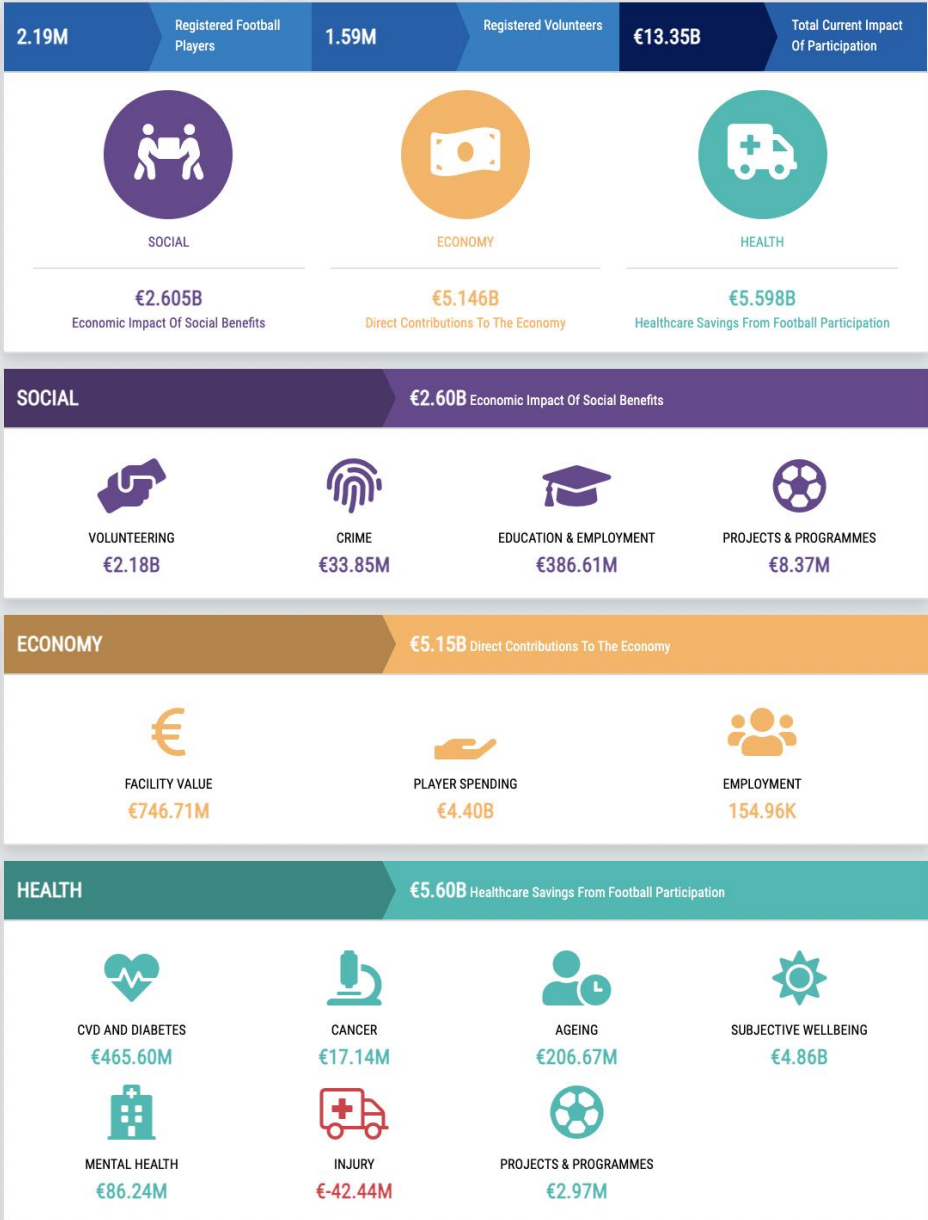 2.19M
Registered Football
Players
1.59M
Registered Volunteers
€13.35B
Total Current Impact
Of Participation
SOCIAL
ECONOMY
HEALTH
€2.605B
Economic Impact Of Social Benefits
€5.146B
Direct Contributions To The Economy
€5.598B
Healthcare Savings From Football Participation
SOCIAL
€2.60B Economic Impact Of Social Benefits
VOLUNTEERING
€2.18B
CRIME
€33.85M
EDUCATION & EMPLOYMENT
€386.61M
PROJECTS & PROGRAMMES
€8.37M
ECONOMY
€5.15B Direct Contributions To The Economy
FACILITY VALUE
€746.71M
PLAYER SPENDING
€4.40B
EMPLOYMENT
154.96K
HEALTH
€5.60B Healthcare Savings From Football Participation
CVD AND DIABETES
€465.60M
CANCER
€17.14M
AGEING
€206.67M
SUBJECTIVE WELLBEING
€4.86B
MENTAL HEALTH
€86.24M
INJURY
€-42.44M
PROJECTS & PROGRAMMES
€2.97M